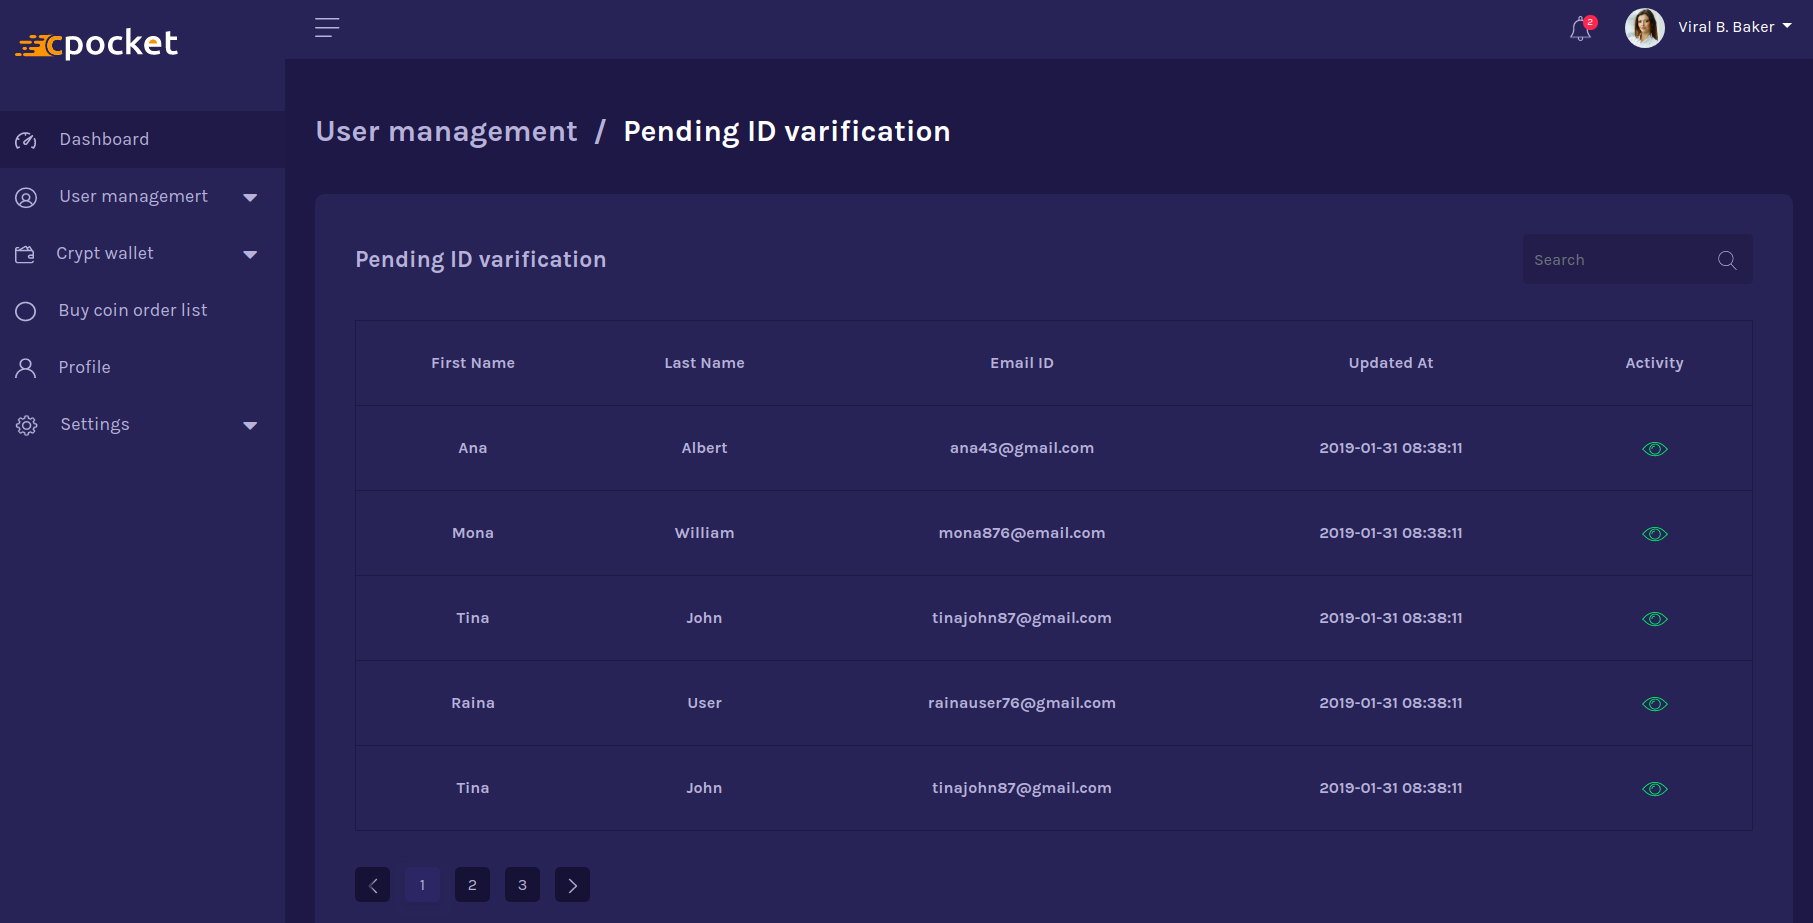 cpocket
2
Viral B. Baker
Dashboard
User managemert
Crypt wallet
Buy coin order list
Profile
Settings
User management / Pending ID varification
Pending ID varification
Search
First Name Last Name Email ID Updated At Activity
Ana Albert ana43@gmail.com 2019-01-31 08:38:11
Mona William mona876@email.com 2019-01-31 08:38:11
Tina John tinajohn87@gmail.com 2019-01-31 08:38:11
Raina User rainauser76@gmail.com 2019-01-31 08:38:11
Tina John tinajohn87@gmail.com 2019-01-31 08:38:11
1 2 3